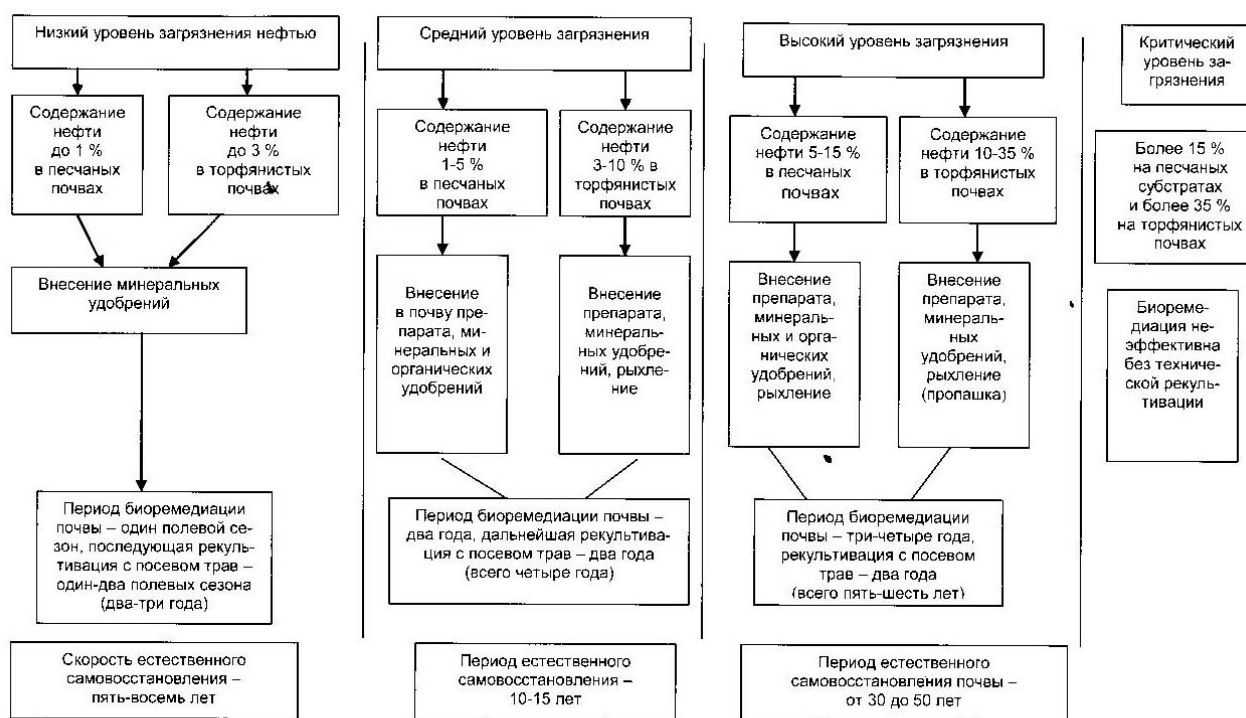 Низкий уровень загрязнения нефтью
Содержание
нефти
до 1 %
в песчаных
почвах
Содержание
нефти
до 3 %
в торфянистых
почвах
Внесение минеральных
удобрений
Период биоремедиации
почвы – один полевой се-
зон, последующая рекуль-
тивация с посевом трав –
один-два полевых сезона
(два-три года)
Скорость естественного
самовосстановления –
пять-восемь лет
Средний уровень загрязнения
Содержание
нефти
1-5 %
в песчаных
почвах
Содержание
нефти
3-10 % в
торфянистых
почвах
Внесение
в почву пре-
парата, ми-
неральных и
органических
удобрений
Внесение
препарата,
минераль-
ных удобре-
ний, рыхле-
ние
Период биоремедиации почвы –
два года, дальнейшая рекультива-
ция с посевом трав – два года
(всего четыре года)
Период естественного
самовосстановления –
10-15 лет
Высокий уровень загрязнения
Содержание
нефти 5-15 %
в песчаных
почвах
Содержание
нефти 10-35 %
в торфянистых
почвах
Внесение
препарата,
минераль-
ных и орга-
нических
удобрений,
рыхление
Внесение
препарата,
минераль-
ных
удобрений,
рыхление
(пропашка)
Период биоремедиации
почвы – три-четыре года,
рекультивация с посевом
трав – два года
(всего пять-шесть лет)
Период естественного
самовосстановления почвы –
от 30 до 50 лет
Критический
уровень за-
грязнения
Более 15 %
на песчаных
субстратах
и более 35 %
на торфянистых
почвах
Биореме-
диация не-
эффективна
без техниче-
ской рекуль-
тивации